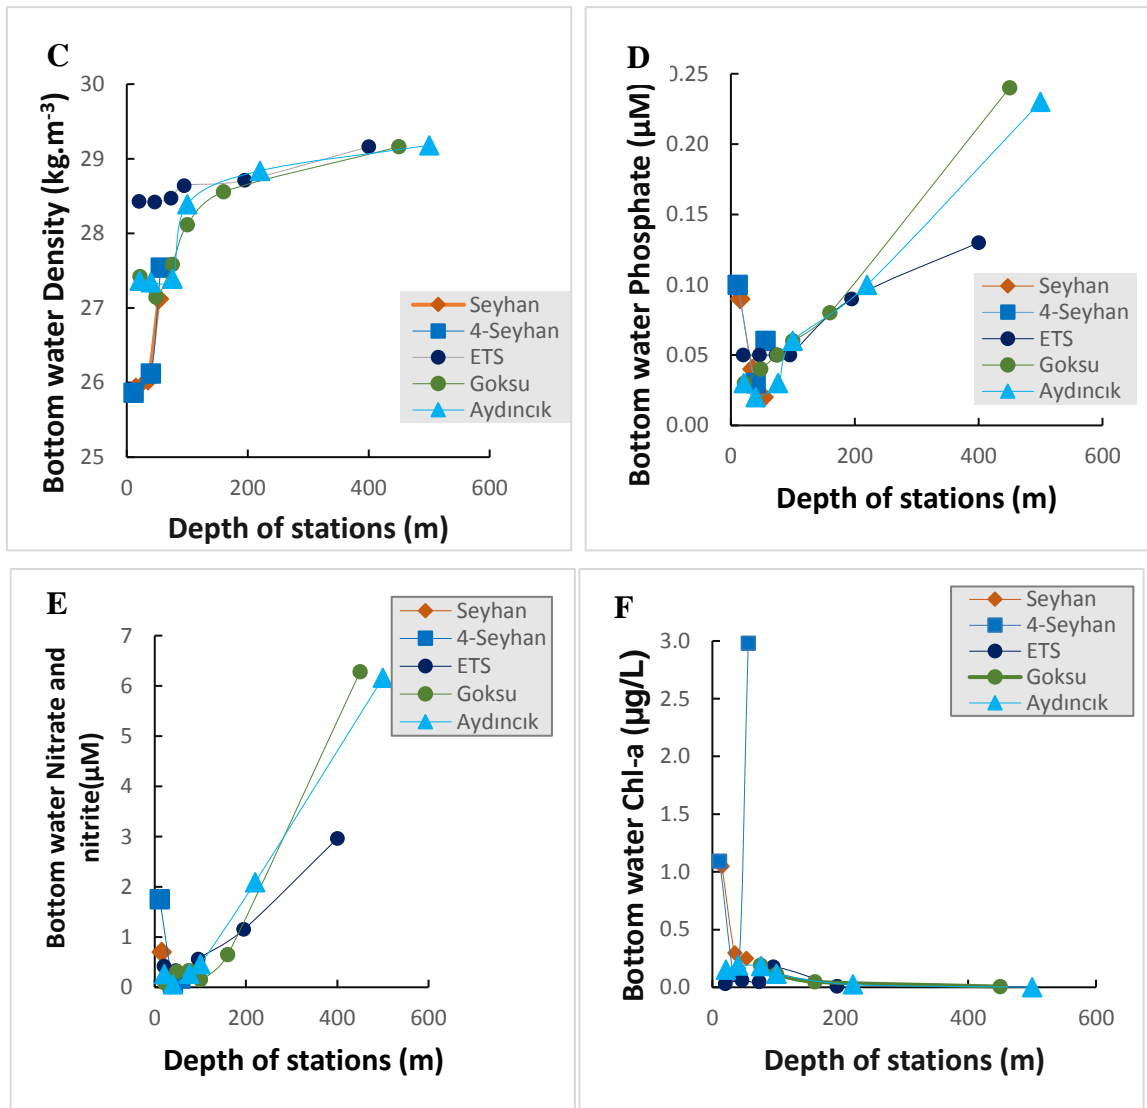 C
Bottom water Density (kg.m-3)
30
29
28
27
26
25
0
200
400
600
Depth of stations (m)
Seyhan
4-Seyhan
ETS
Goksu
Aydıncık
D
Bottom water Phosphate (µM)
0.25
0.20
0.15
0.10
0.05
0.00
0
200
400
600
Depth of stations (m)
Seyhan
4-Seyhan
ETS
Goksu
Aydıncık
E
Bottom water Nitrate and
nitrite(µM)
7
6
5
4
3
2
1
0
0
200
400
600
Depth of stations (m)
Seyhan
4-Seyhan
ETS
Goksu
Aydıncık
F
Bottom water Chl-a (µg/L)
3.0
2.5
2.0
1.5
1.0
0.5
0.0
0
200
400
600
Depth of stations (m)
Seyhan
4-Seyhan
ETS
Goksu
Aydıncık